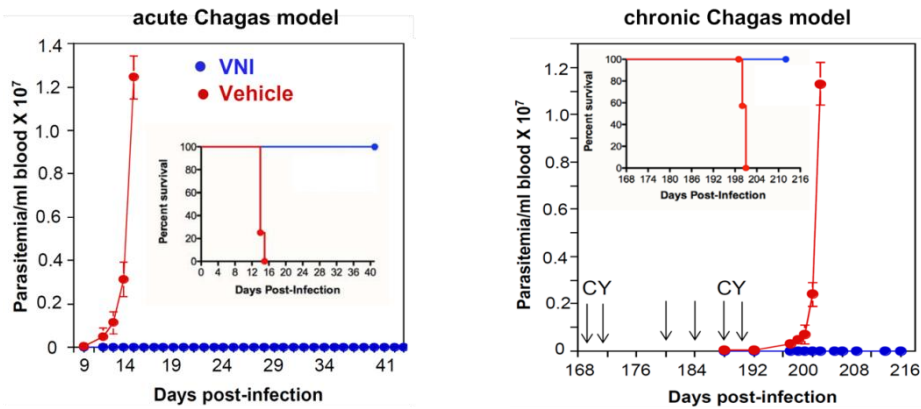 acute Chagas model
Parasitemia/ml blood X 10⁷
1.4
1.2
1.0
0.8
0.6
0.4
0.2
0
VNI
Vehicle
Percent survival
100
80
60
40
20
0
0 4 8 12 16 20 24 28 32 36 40
Days Post-Infection
9 14 19 24 29 34 39
Days post-infection
chronic Chagas model
Parasitemia/ml blood X 10⁷
1.2
1.0
0.8
0.6
0.4
0.2
0
Percent survival
100
80
60
40
20
0
168 174 180 186 192 198 204 210 216
Days Post-Infection
CY CY
168 176 184 192 200 208 216
Days post-infection